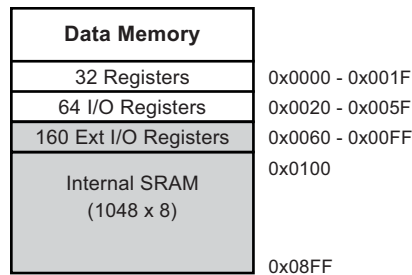 Data Memory
32 Registers 0x0000 - 0x001F
64 I/O Registers 0x0020 - 0x005F
160 Ext I/O Registers 0x0060 - 0x00FF
0x0100
Internal SRAM
(1048 x 8)
0x08FF